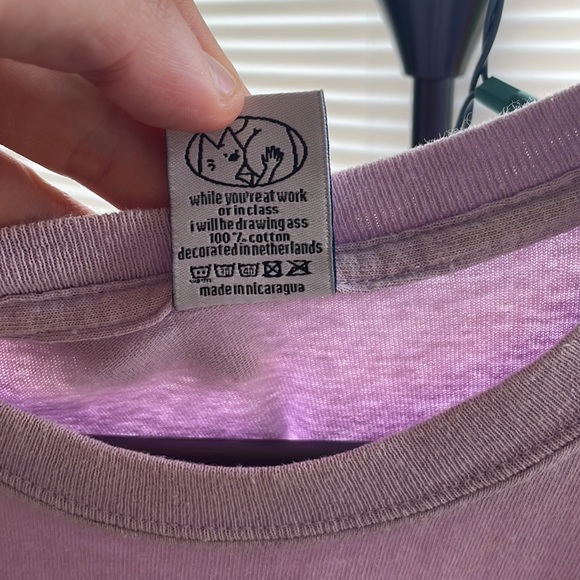 while you're at work
or in class
i will be drawing ass
100% cotton
decorated in netherlands
made in nicaragua